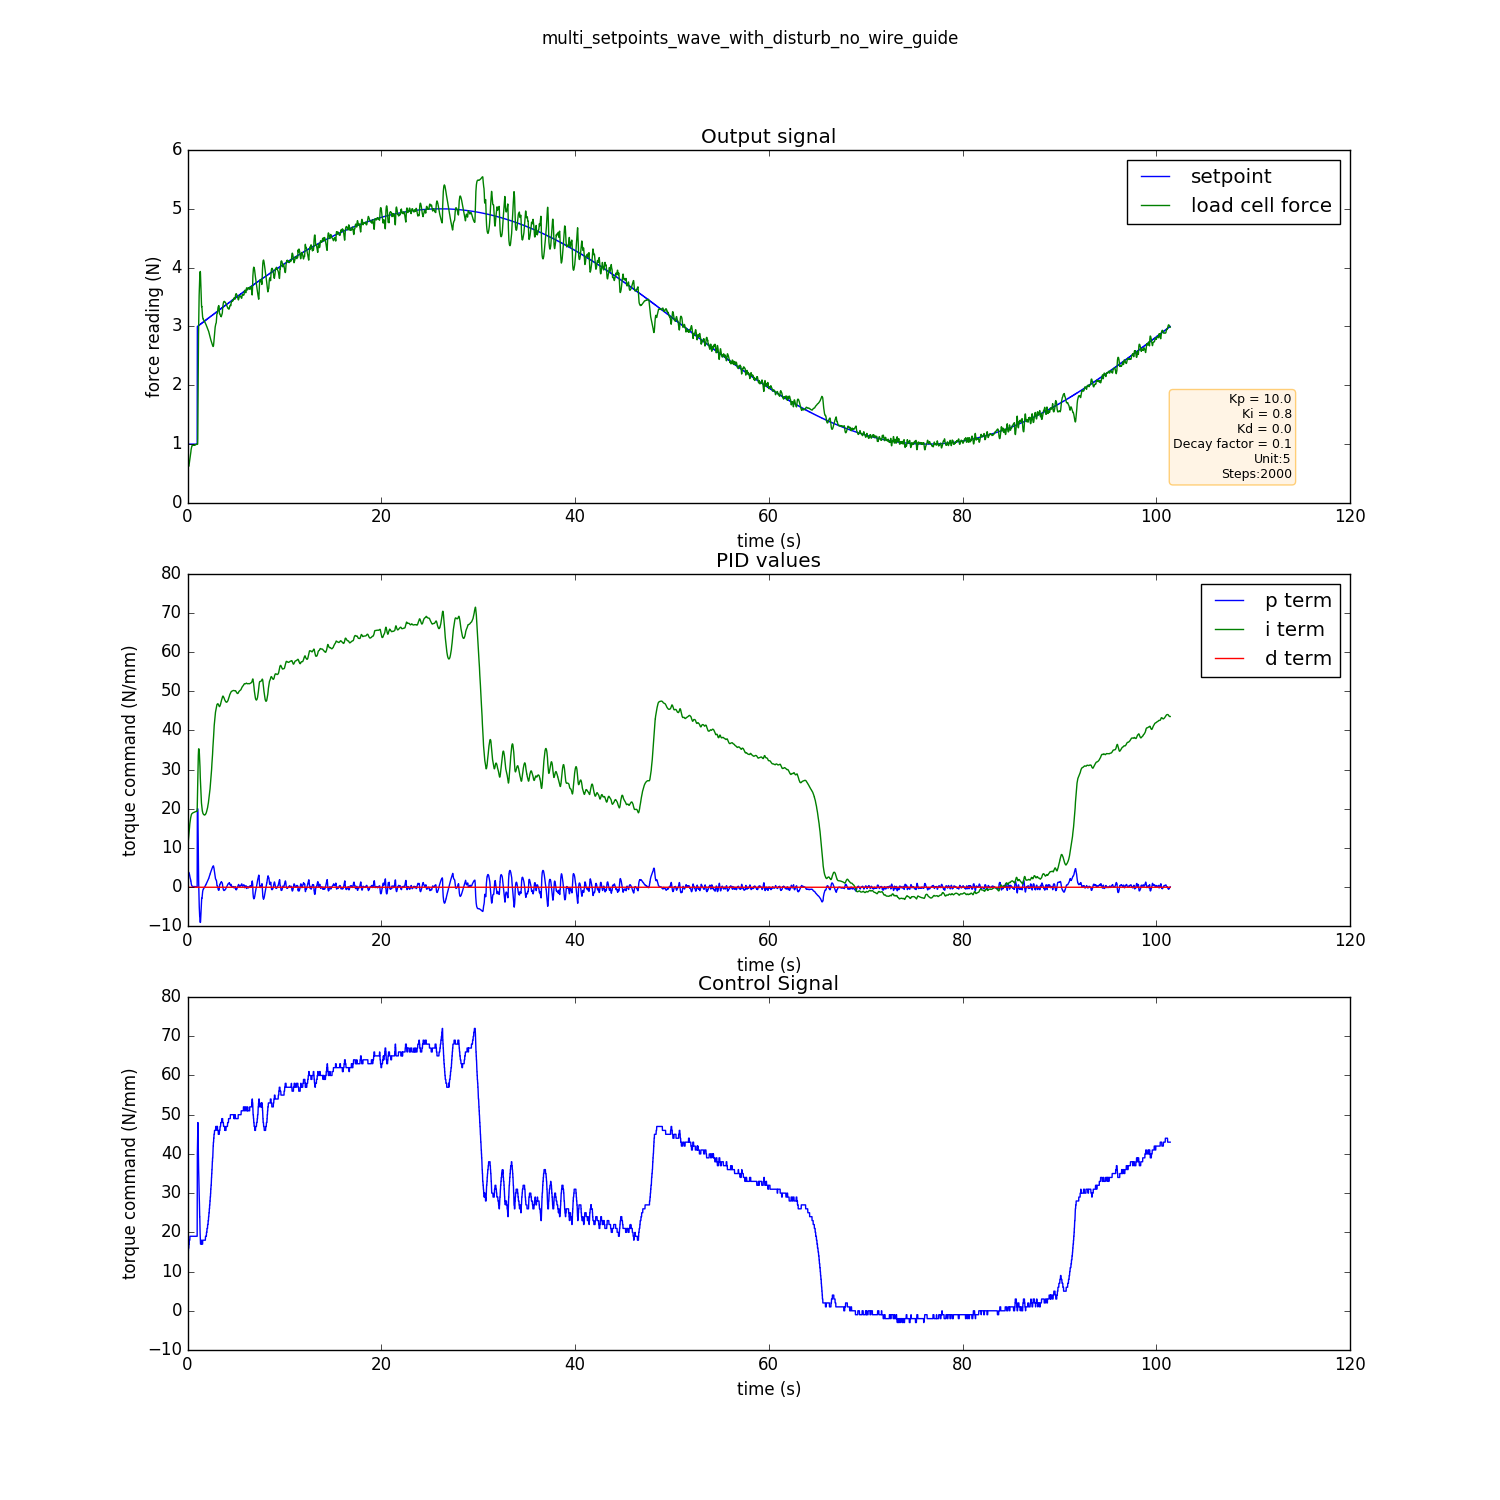 multi_setpoints_wave_with_disturb_no_wire_guide
Output signal
force reading (N)
6
5
4
3
2
1
0
setpoint
load cell force
Kp = 10.0
Ki = 0.8
Kd = 0.0
Decay factor = 0.1
Unit:5
Steps:2000
0 20 40 60 80 100 120
time (s)
PID values
torque command (N/mm)
80
70
60
50
40
30
20
10
0
−10
p term
i term
d term
0 20 40 60 80 100 120
time (s)
Control Signal
torque command (N/mm)
80
70
60
50
40
30
20
10
0
−10
0 20 40 60 80 100 120
time (s)